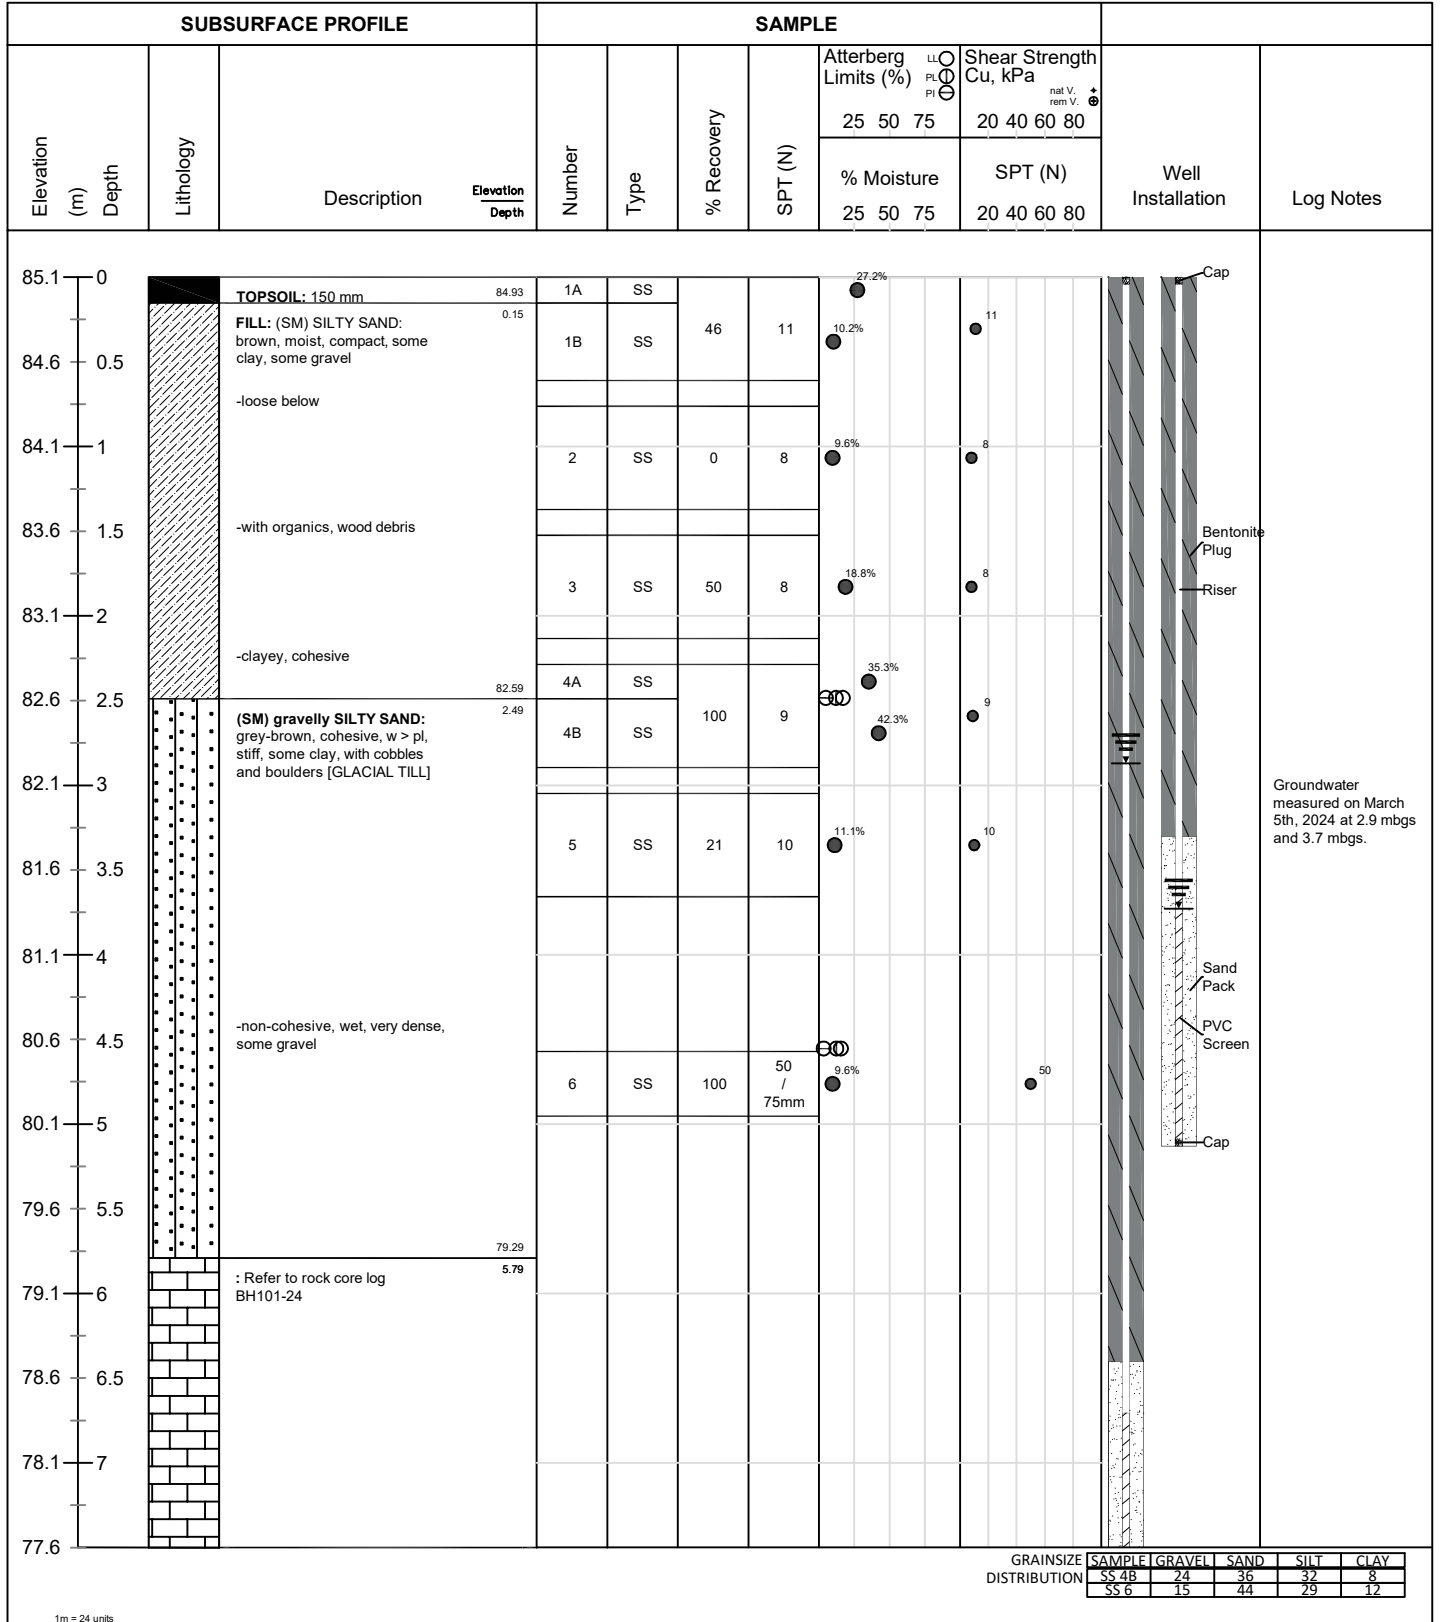 SUBSURFACE PROFILE
SAMPLE
Elevation
(m)
Depth
Lithology
Description
Elevation
Depth
Number
Type
% Recovery
SPT (N)
Atterberg
Limits (%)
LL
PL
PI
25 50 75
% Moisture
25 50 75
Shear Strength
Cu, kPa
nat V.
rem V.
20 40 60 80
SPT (N)
20 40 60 80
Well
Installation
Log Notes
85.1 0
TOPSOIL: 150 mm
84.93
1A SS
27.2%
Cap
0.15
FILL: (SM) SILTY SAND:
brown, moist, compact, some
clay, some gravel
1B SS
46
11
10.2%
11
84.6 0.5
-loose below
84.1 1
2 SS 0 8
9.6%
8
83.6 1.5
-with organics, wood debris
Bentonite
Plug
3 SS 50 8
18.8%
8
Riser
83.1 2
-clayey, cohesive
4A SS
35.3%
82.59
82.6 2.5
2.49
(SM) gravelly SILTY SAND:
grey-brown, cohesive, w > pl,
stiff, some clay, with cobbles
and boulders [GLACIAL TILL]
4B SS
100
9
42.3%
9
82.1 3
Groundwater
measured on March
5th, 2024 at 2.9 mbgs
and 3.7 mbgs.
5 SS 21 10
11.1%
10
81.6 3.5
81.1 4
Sand
Pack
-non-cohesive, wet, very dense,
some gravel
80.6 4.5
PVC
Screen
6 SS 100
50
/
75mm
9.6%
50
80.1 5
Cap
79.6 5.5
79.29
5.79
: Refer to rock core log
BH101-24
79.1 6
78.6 6.5
78.1 7
77.6
GRAINSIZE
DISTRIBUTION
SAMPLE GRAVEL SAND SILT CLAY
SS 4B 24 36 32 8
SS 6 15 44 29 12
1m = 24 units